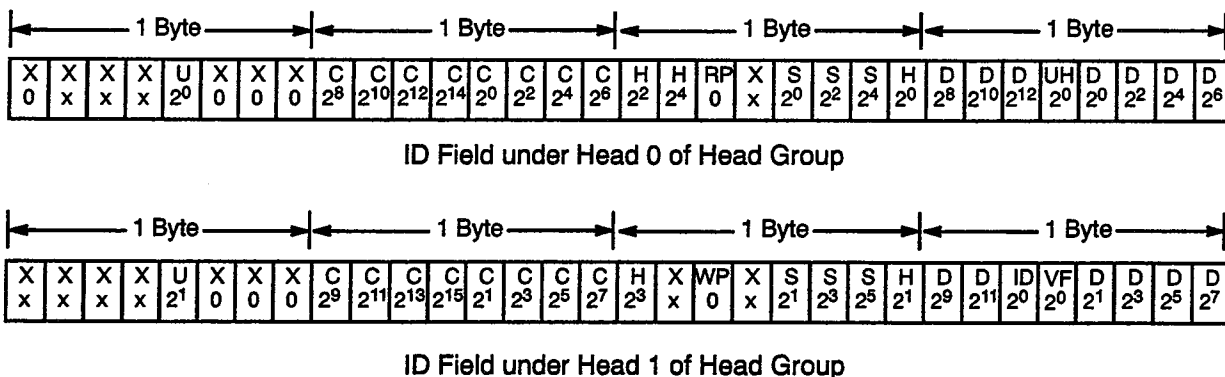 1 Byte 1 Byte 1 Byte 1 Byte
X X X X U X X X C C C C C C C C H H RP X S S S H D D D UH D D D D
0 x x x 2⁰ 0 0 0 2⁸ 2¹⁰ 2¹² 2¹⁴ 2⁰ 2² 2⁴ 2⁶ 2² 2⁴ 0 x 2⁰ 2² 2⁴ 2⁰ 2⁸ 2¹⁰ 2¹² 2⁰ 2⁰ 2² 2⁴ 2⁶
ID Field under Head 0 of Head Group
1 Byte 1 Byte 1 Byte 1 Byte
X X X X U X X X C C C C C C C C H X WP X S S S H D D ID VF D D D D
x x x x 2¹ 0 0 0 2⁹ 2¹¹ 2¹³ 2¹⁵ 2¹ 2³ 2⁵ 2⁷ 2³ x 0 x 2¹ 2³ 2⁵ 2¹ 2⁹ 2¹¹ 2⁰ 2⁰ 2¹ 2³ 2⁵ 2⁷
ID Field under Head 1 of Head Group